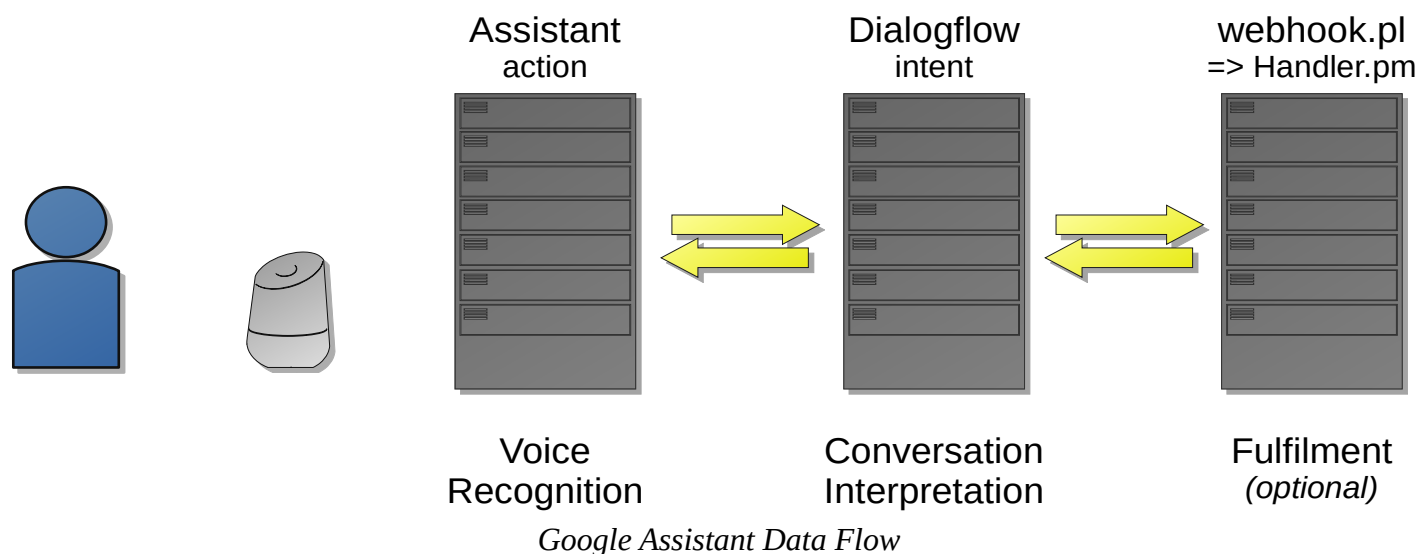 Assistant
action
Dialogflow
intent
webhook.pl
=> Handler.pm
Voice
Recognition
Conversation
Interpretation
Fulfilment
(optional)
Google Assistant Data Flow